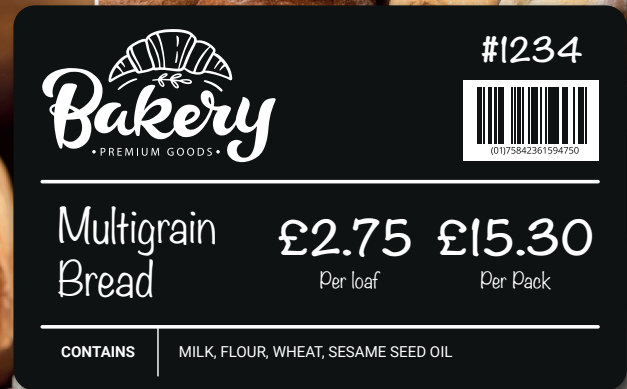 Bakery
•PREMIUM GOODS•
#1234
(01)75842361594750
Multigrain
Bread
£2.75 £15.30
Per loaf Per Pack
CONTAINS MILK, FLOUR, WHEAT, SESAME SEED OIL